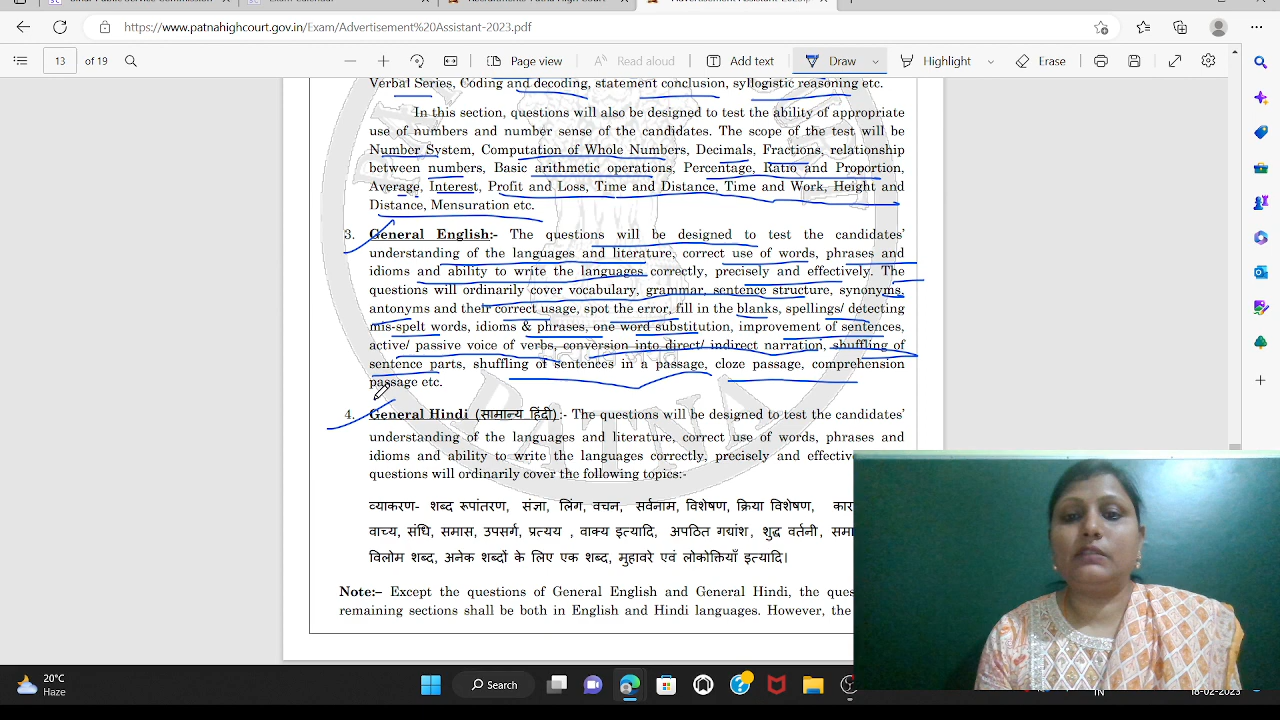 https://www.patnahighcourt.gov.in/Exam/Advertisement%20Assistant-2023.pdf
13 of 19 Page view Read aloud Add text Draw Highlight Erase
Verbal Series, Coding and decoding, statement conclusion, syllogistic reasoning etc.
In this section, questions will also be designed to test the ability of appropriate
use of numbers and number sense of the candidates. The scope of the test will be
Number System, Computation of Whole Numbers, Decimals, Fractions, relationship
between numbers, Basic arithmetic operations, Percentage, Ratio and Proportion,
Average, Interest, Profit and Loss, Time and Distance, Time and Work, Height and
Distance, Mensuration etc.
3. General English:- The questions will be designed to test the candidates'
understanding of the languages and literature, correct use of words, phrases and
idioms and ability to write the languages correctly, precisely and effectively. The
questions will ordinarily cover vocabulary, grammar, sentence structure, synonyms,
antonyms and their correct usage, spot the error, fill in the blanks, spellings/ detecting
mis-spelt words, idioms & phrases, one word substitution, improvement of sentences,
active/ passive voice of verbs, conversion into direct/ indirect narration, shuffling of
sentence parts, shuffling of sentences in a passage, cloze passage, comprehension
passage etc.
4. General Hindi (सामान्य हिंदी):- The questions will be designed to test the candidates'
understanding of the languages and literature, correct use of words, phrases and
idioms and ability to write the languages correctly, precisely and
questions will ordinarily cover the following topics:-
व्याकरण- शब्द रूपांतरण, संज्ञा, लिंग, वचन, सर्वनाम, विशेषण, क्रिया विशेषण,
वाच्य, संधि, समास, उपसर्ग, प्रत्यय , वाक्य इत्यादि, अपठित गद्यांश, शुद्ध वर्तनी,
विलोम शब्द, अनेक शब्दों के लिए एक शब्द, मुहावरे एवं लोकोक्तियाँ इत्यादि।
Note:– Except the questions of General English and General Hindi, the
remaining sections shall be both in English and Hindi languages. However, the
PATNA
20°C
Haze
Search
IN
18-02-2023